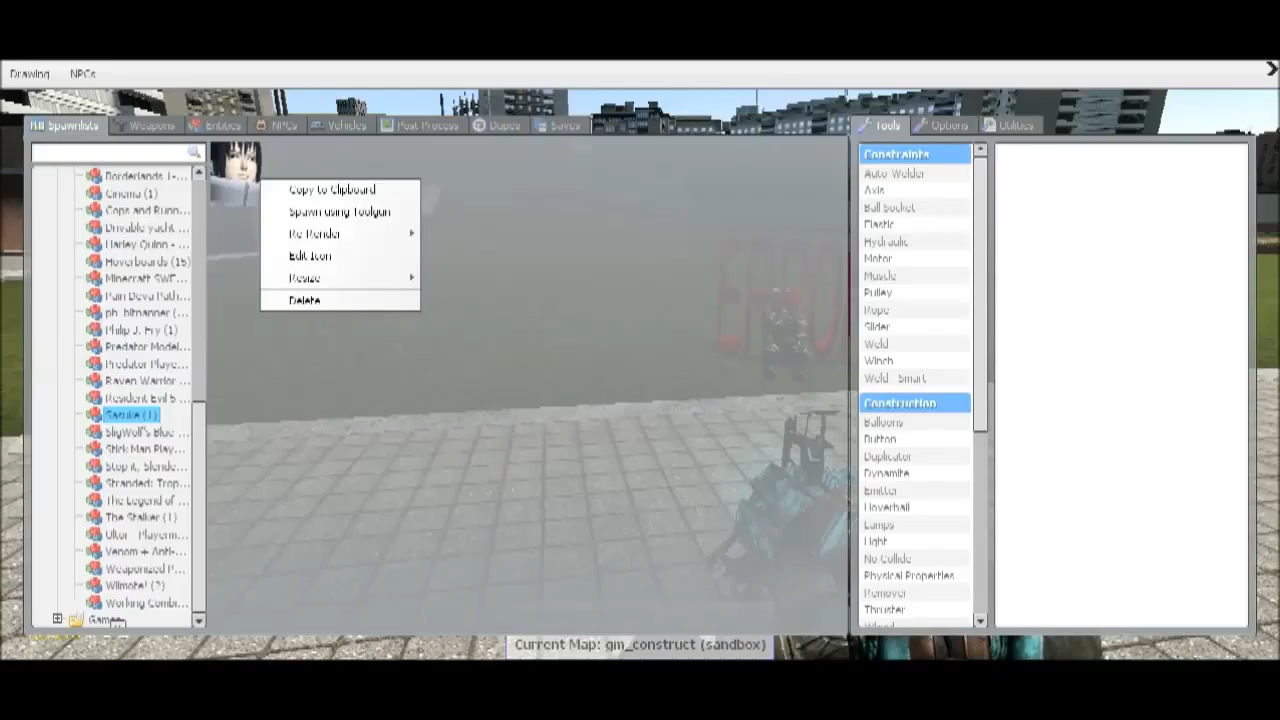 Drawing NPCs
Spawnlists Weapons Entities NPCs Vehicles Post Process Dupes Saves
Tools Options Utilities
Borderlands
Cinema (1)
Cops and Runn...
Drivable yacht ...
Harley Quinn - ...
Hoverboards (15)
Minecraft SWE...
Pain Deva Path...
Philip J. Fry (1)
Predator Model...
Predator Playe...
Raven Warrior ...
Resident Evil 5 ...
Sasuke (1)
SligWolf's Blue ...
Stick Man Play...
Stop it, Slende...
Stranded: Trop...
The Legend of ...
The Stalker (1)
Ultor - Playerm...
Venom + Anti-...
Weaponized P...
Wilmote! (2)
Working Combi...
Copy to Clipboard
Spawn using Toolgun
Re-Render
Edit Icon
Resize
Delete
Constraints
Auto-Welder
Axis
Ball Socket
Elastic
Hydraulic
Motor
Muscle
Pulley
Rope
Slider
Weld
Winch
Weld - Smart
Construction
Balloons
Button
Duplicator
Dynamite
Emitter
Hoverball
Lamps
Light
No Collide
Physical Properties
Remover
Thruster
Current Map: gm_construct (sandbox)